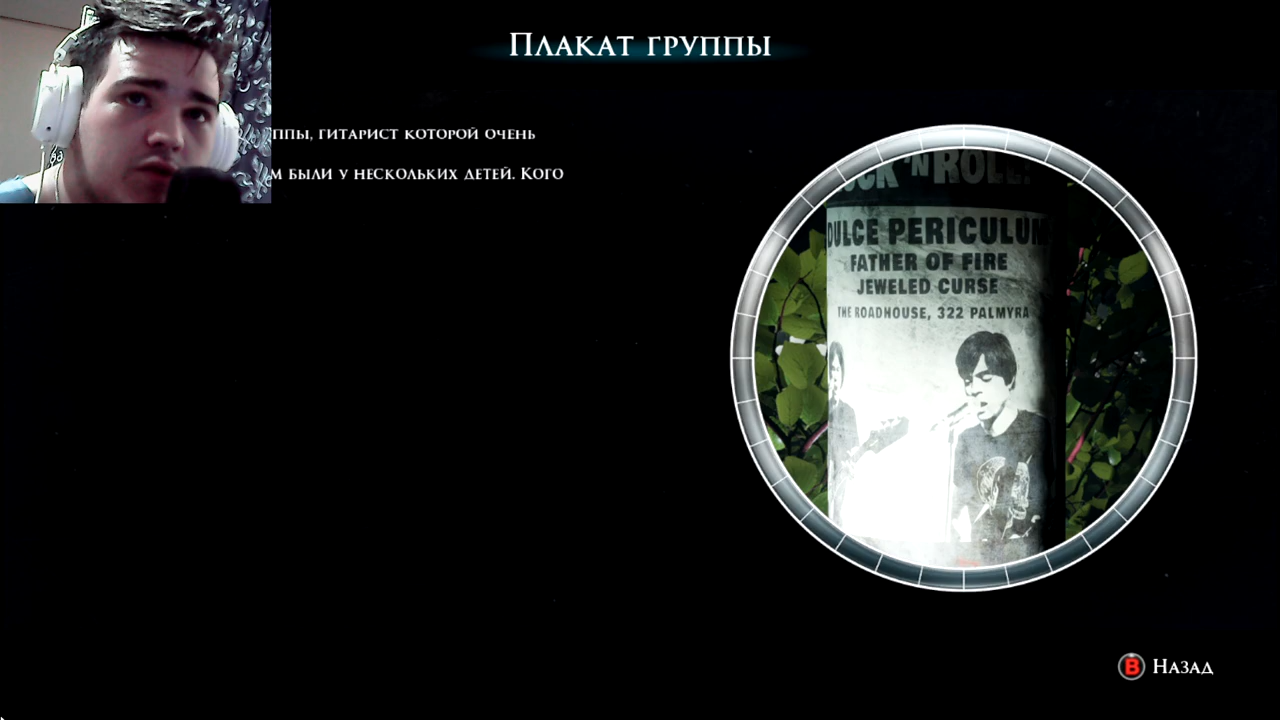 Плакат группы
ппы, гитарист которой очень
м были у нескольких детей. Кого
'N ROLL!
DULCE PERICULUM
FATHER OF FIRE
JEWELED CURSE
THE ROADHOUSE, 322 PALMYRA
B Назад